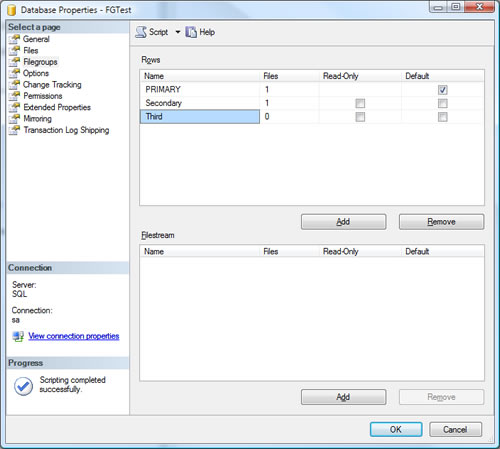 Database Properties - FGTest
Select a page
General
Files
Filegroups
Options
Change Tracking
Permissions
Extended Properties
Mirroring
Transaction Log Shipping
Script Help
Rows
Name Files Read-Only Default
PRIMARY 1
Secondary 1
Third 0
Add Remove
Filestream
Name Files Read-Only Default
Add Remove
Connection
Server:
SQL
Connection:
sa
View connection properties
Progress
Scripting completed
successfully.
OK Cancel